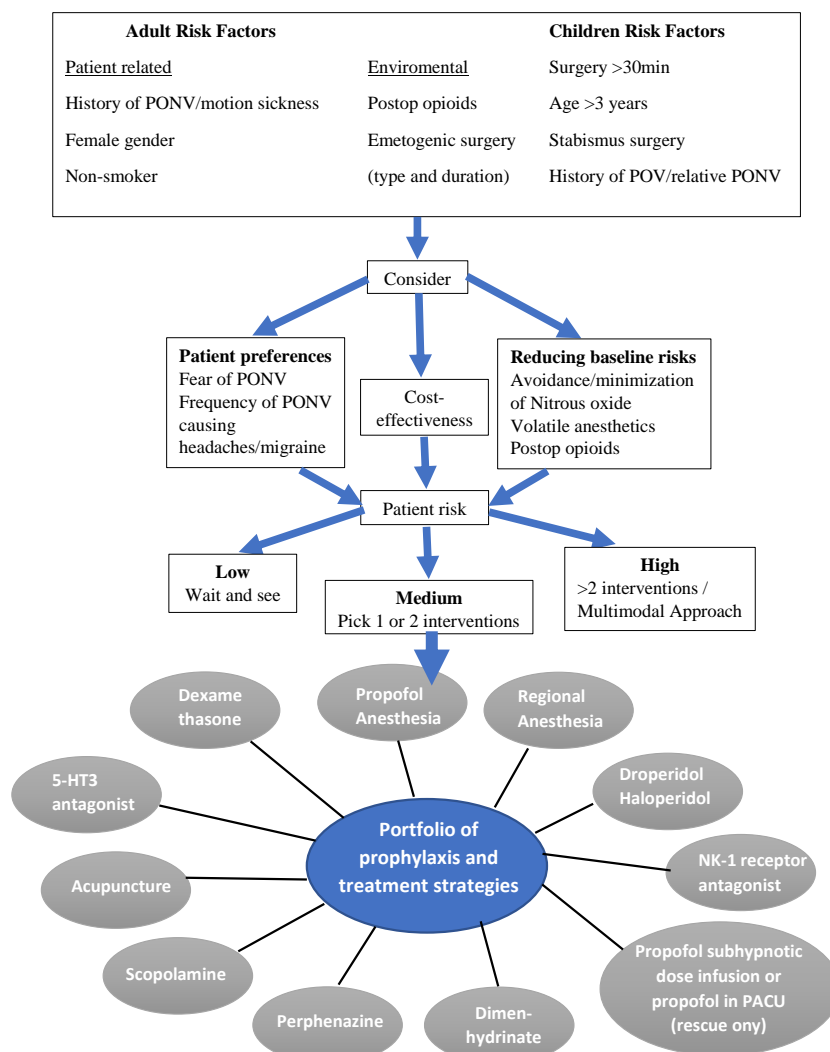 Adult Risk Factors
Children Risk Factors
Patient related
Enviromental
Surgery >30min
History of PONV/motion sickness
Postop opioids
Age >3 years
Female gender
Emetogenic surgery
Stabismus surgery
Non-smoker
(type and duration)
History of POV/relative PONV
Consider
Patient preferences
Fear of PONV
Frequency of PONV
causing
headaches/migraine
Cost-
effectiveness
Reducing baseline risks
Avoidance/minimization
of Nitrous oxide
Volatile anesthetics
Postop opioids
Patient risk
Low
Wait and see
Medium
Pick 1 or 2 interventions
High
>2 interventions /
Multimodal Approach
Dexame
thasone
Propofol
Anesthesia
Regional
Anesthesia
5-HT3
antagonist
Droperidol
Haloperidol
Portfolio of
prophylaxis and
treatment strategies
NK-1 receptor
antagonist
Acupuncture
Scopolamine
Perphenazine
Dimen-
hydrinate
Propofol subhypnotic
dose infusion or
propofol in PACU
(rescue ony)